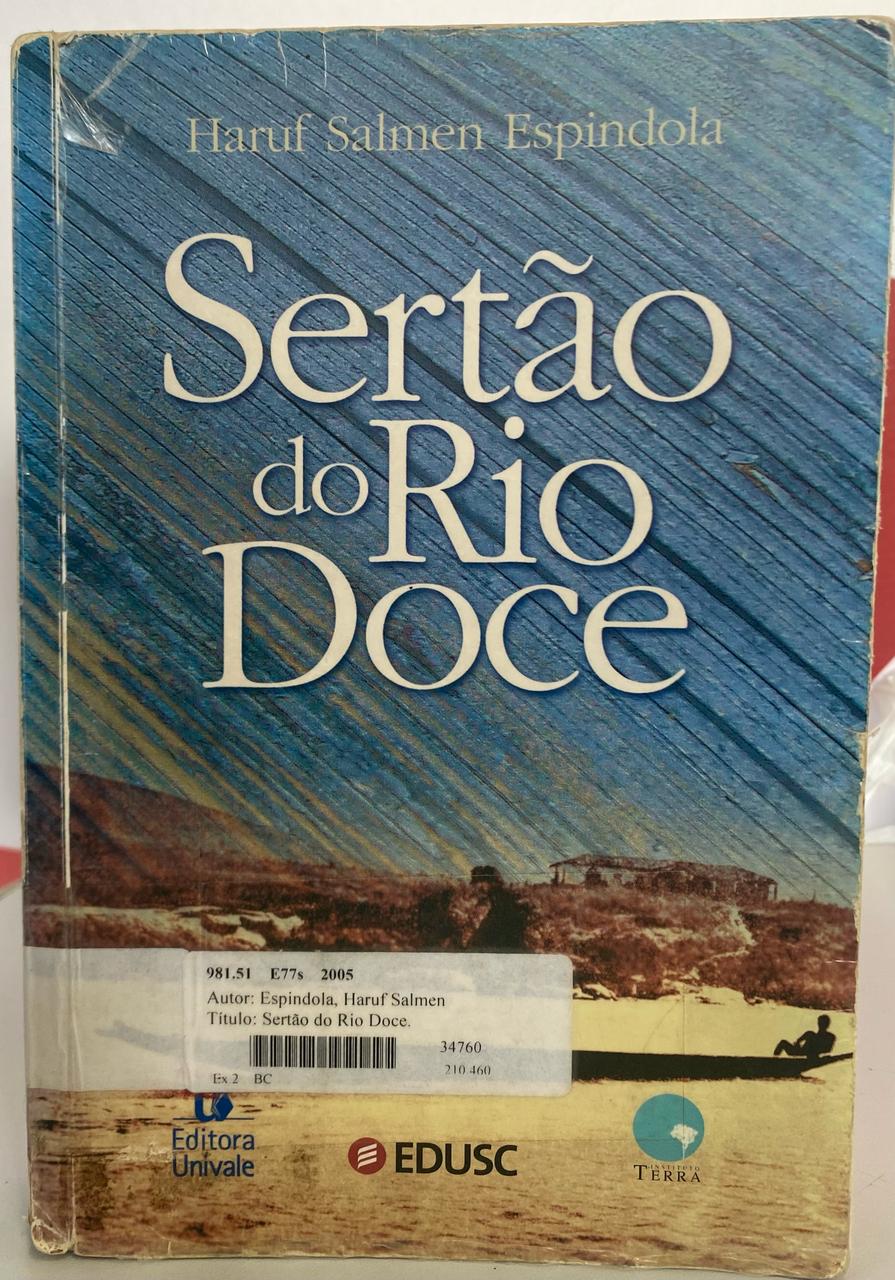 Haruf Salmen Espindola
Sertão
do Rio
Doce
981.51 E77s 2005
Autor: Espindola, Haruf Salmen
Título: Sertão do Rio Doce.
34760
210.460
Ex 2 BC
Editora
Univale
EDUSC
INSTITUTO
TERRA